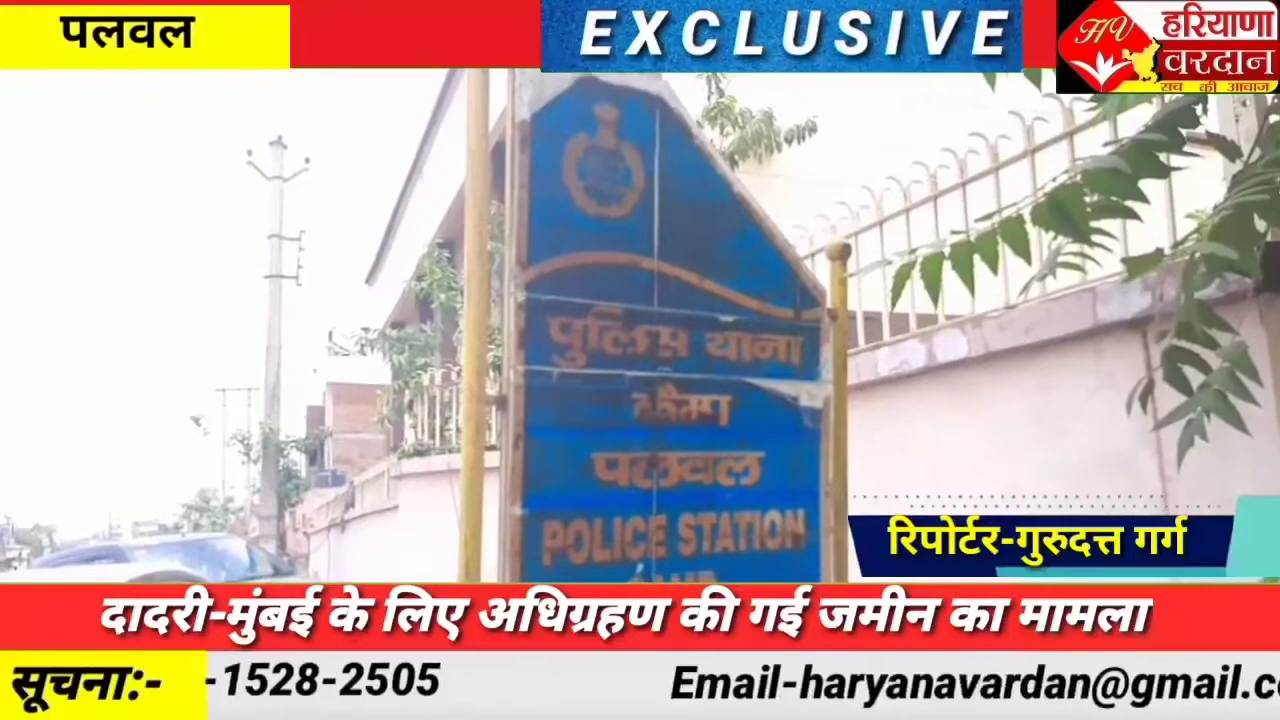 पलवल
EXCLUSIVE
HV
हरियाणा
वरदान
सच की आवाज
पुलिस थाना
कैम्प
पलवल
POLICE STATION
रिपोर्टर-गुरुदत्त गर्ग
दादरी-मुंबई के लिए अधिग्रहण की गई जमीन का मामला
सूचना:- -1528-2505 Email-haryanavardan@gmail.c